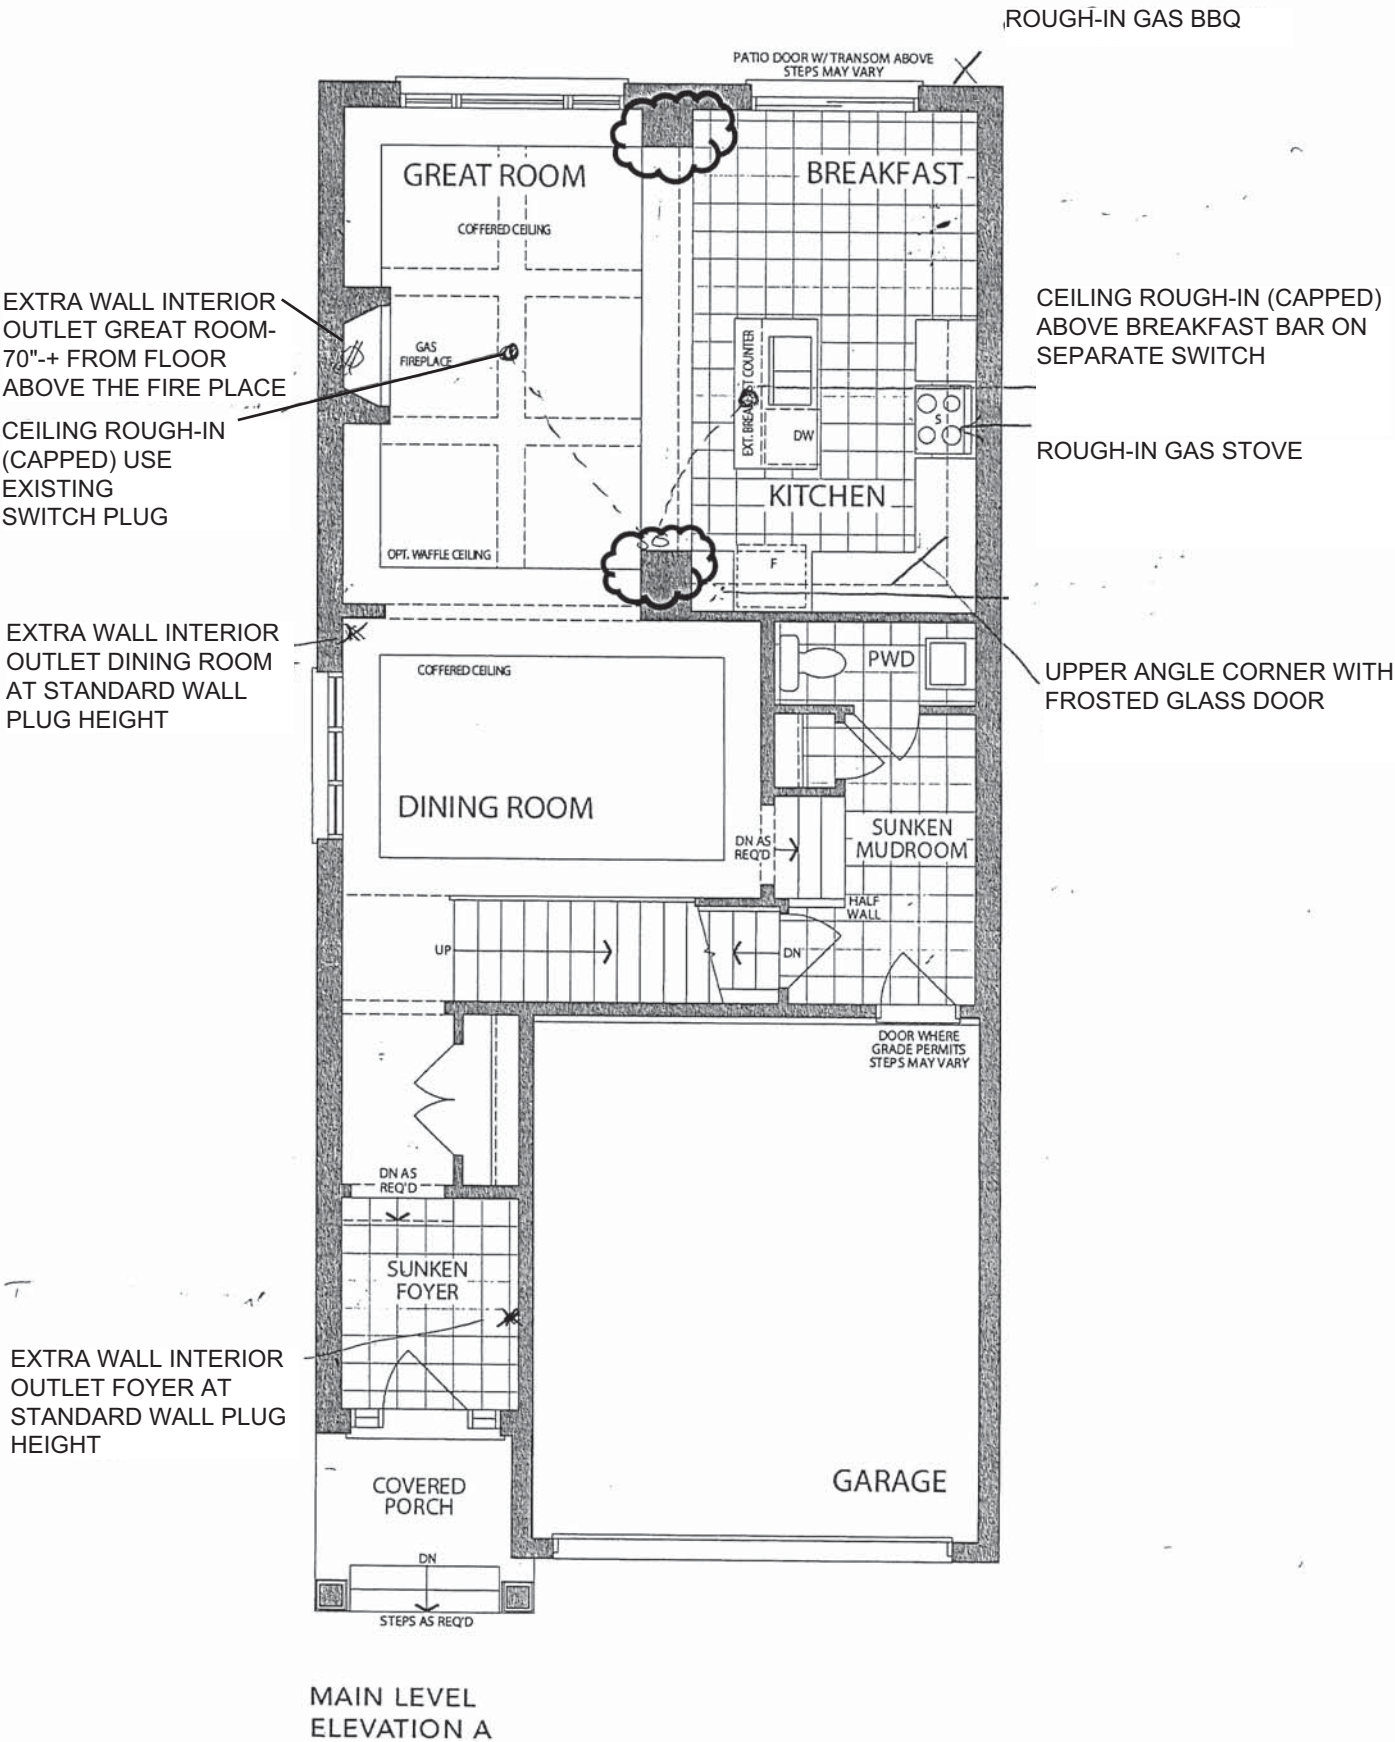 ROUGH-IN GAS BBQ
PATIO DOOR W/ TRANSOM ABOVE
STEPS MAY VARY
GREAT ROOM
BREAKFAST
COFFERED CEILING
EXTRA WALL INTERIOR
OUTLET GREAT ROOM-
70"-+ FROM FLOOR
ABOVE THE FIRE PLACE
CEILING ROUGH-IN (CAPPED)
ABOVE BREAKFAST BAR ON
SEPARATE SWITCH
GAS
FIREPLACE
EXT. BREAKFAST COUNTER
CEILING ROUGH-IN
(CAPPED) USE
EXISTING
SWITCH PLUG
S
DW
ROUGH-IN GAS STOVE
KITCHEN
OPT. WAFFLE CEILING
F
EXTRA WALL INTERIOR
OUTLET DINING ROOM
AT STANDARD WALL
PLUG HEIGHT
COFFERED CEILING
PWD
UPPER ANGLE CORNER WITH
FROSTED GLASS DOOR
DINING ROOM
DN AS
REQ'D
SUNKEN
MUDROOM
HALF
WALL
UP
DN
DOOR WHERE
GRADE PERMITS
STEPS MAY VARY
DN AS
REQ'D
SUNKEN
FOYER
EXTRA WALL INTERIOR
OUTLET FOYER AT
STANDARD WALL PLUG
HEIGHT
COVERED
PORCH
GARAGE
DN
STEPS AS REQ'D
MAIN LEVEL
ELEVATION A